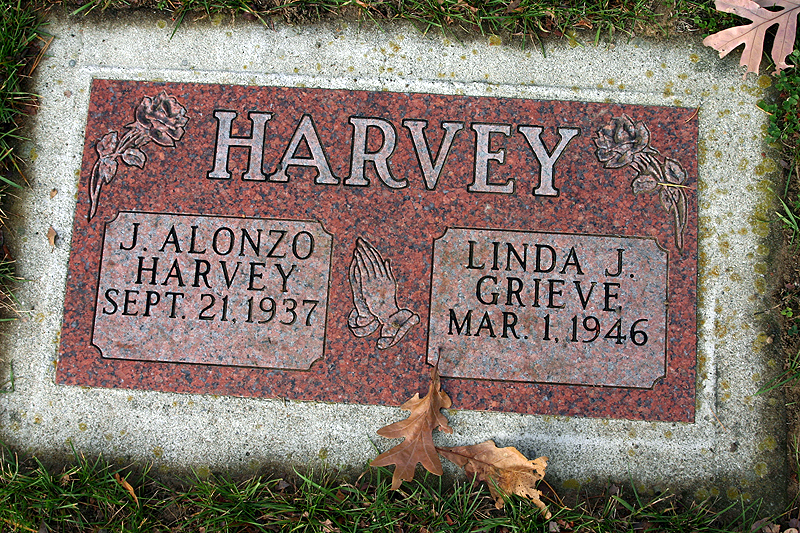 HARVEY
J. ALONZO
HARVEY
SEPT. 21, 1937
LINDA J.
GRIEVE
MAR. 1, 1946